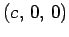 (c, 0, 0)